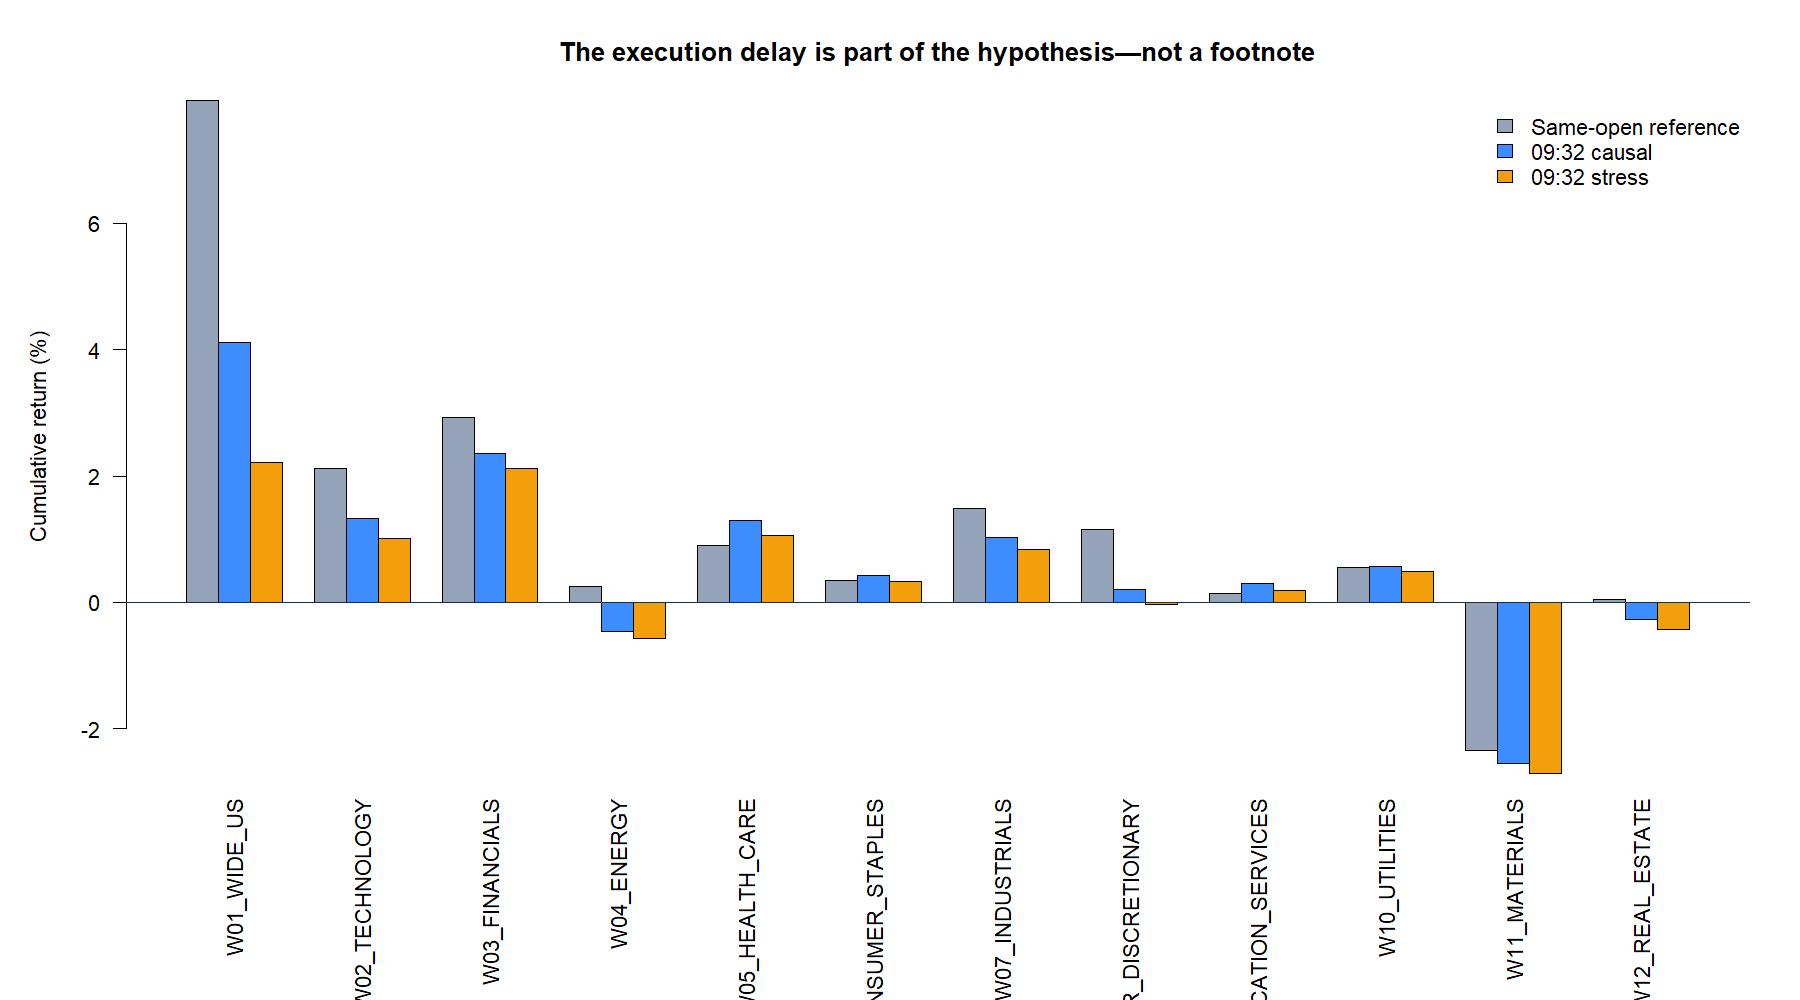 The execution delay is part of the hypothesis—not a footnote
Same-open reference
09:32 causal
09:32 stress
Cumulative return (%)
6
4
2
0
-2
W01_WIDE_US
W02_TECHNOLOGY
W03_FINANCIALS
W04_ENERGY
W05_HEALTH_CARE
NSUMER_STAPLES
W07_INDUSTRIALS
R_DISCRETIONARY
CATION_SERVICES
W10_UTILITIES
W11_MATERIALS
W12_REAL_ESTATE